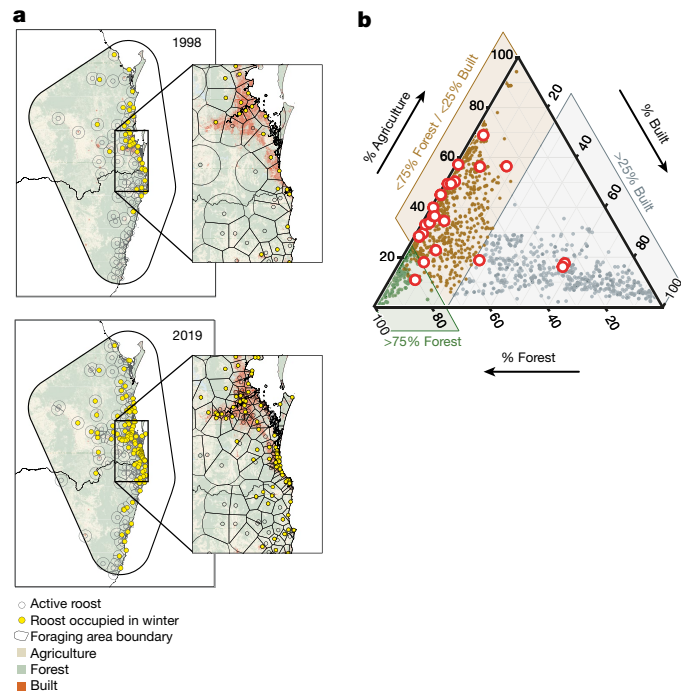 a
1998
2019
Active roost
Roost occupied in winter
Foraging area boundary
Agriculture
Forest
Built
b
100
80
60
40
20
% Agriculture
<75% Forest / <25% Built
20
40
60
80
100
% Built
>25% Built
100
80
60
40
20
>75% Forest
% Forest